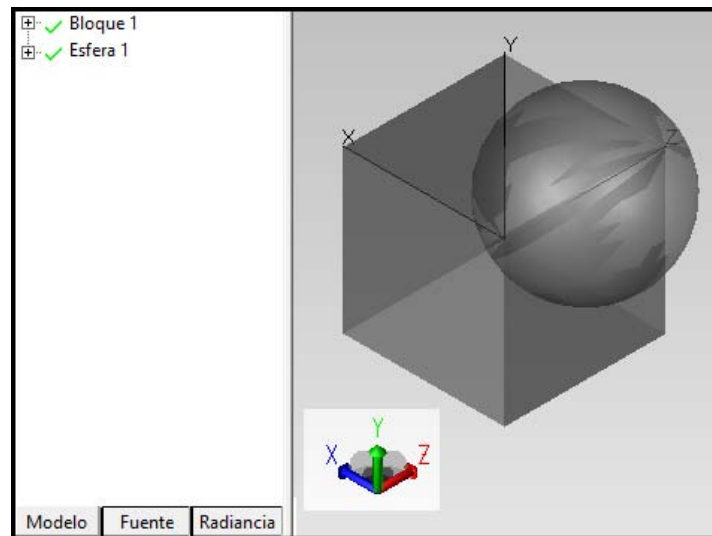 Bloque 1
Esfera 1
Y
X
Z
Y
X
Z
Modelo
Fuente
Radiancia